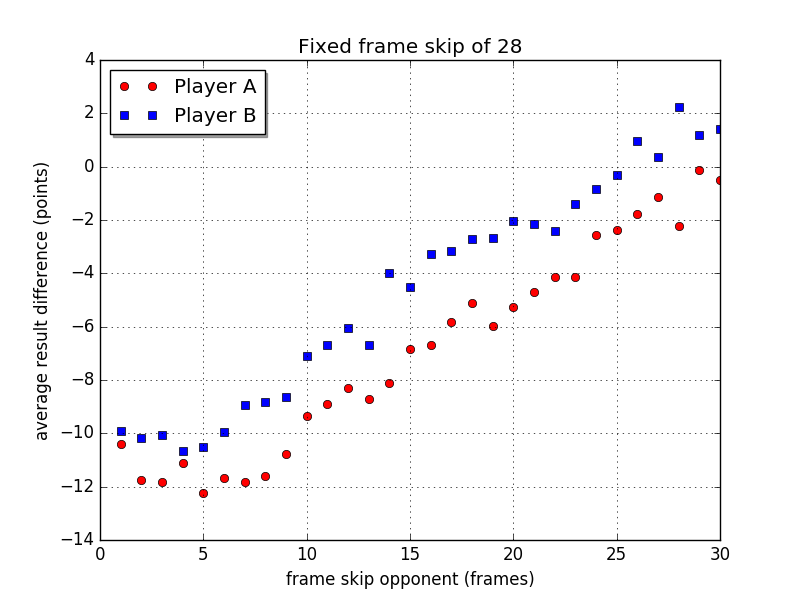 Fixed frame skip of 28
Player A
Player B
4
2
0
−2
−4
−6
−8
−10
−12
−14
average result difference (points)
0 5 10 15 20 25 30
frame skip opponent (frames)